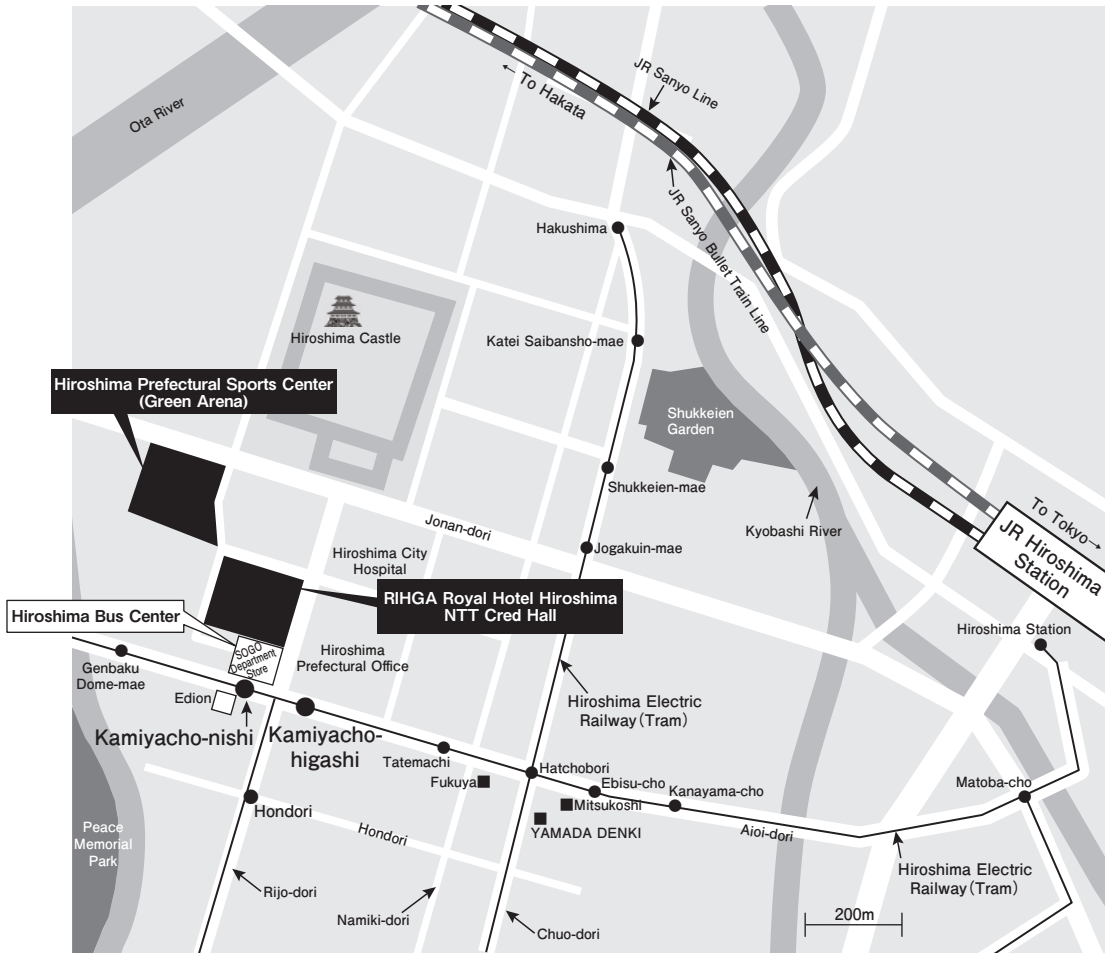 Ota River
← To Hakata
JR Sanyo Line
JR Sanyo Bullet Train Line
Hakushima
Hiroshima Castle
Katei Saibansho-mae
Hiroshima Prefectural Sports Center
(Green Arena)
Shukkeien
Garden
Shukkeien-mae
Kyobashi River
To Tokyo→
JR Hiroshima
Station
Jonan-dori
Jogakuin-mae
Hiroshima City
Hospital
RIHGA Royal Hotel Hiroshima
NTT Cred Hall
Hiroshima Bus Center
SOGO
Department
Store
Hiroshima
Prefectural Office
Hiroshima Station
Genbaku
Dome-mae
Edion
Kamiyacho-nishi
Kamiyacho-
higashi
Hiroshima Electric
Railway(Tram)
Tatemachi
Fukuya
Hatchobori
Ebisu-cho
Mitsukoshi
Kanayama-cho
YAMADA DENKI
Aioi-dori
Matoba-cho
Hondori
Hondori
Peace
Memorial
Park
Rijo-dori
Namiki-dori
Chuo-dori
Hiroshima Electric
Railway(Tram)
200m